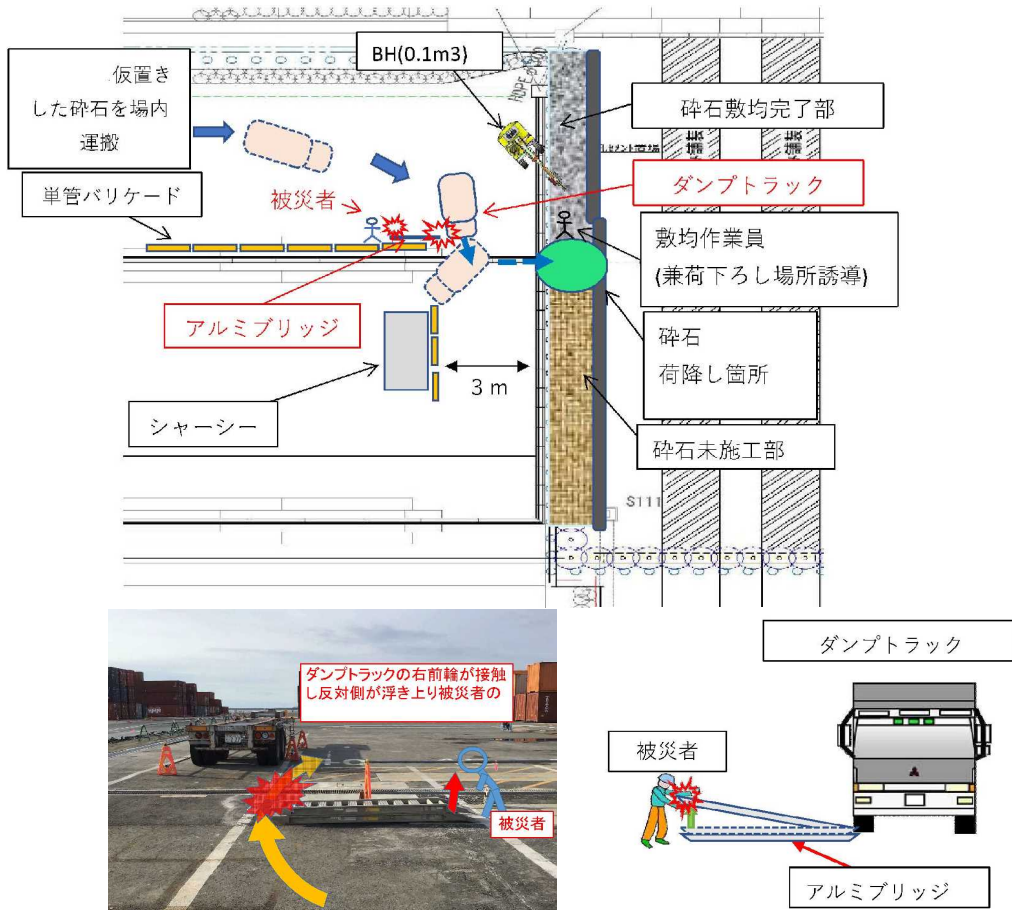 BH(0.1m3)
仮置き
した砕石を場内
運搬
砕石敷均完了部
単管バリケード
被災者
ダンプトラック
敷均作業員
(兼荷下ろし場所誘導)
アルミブリッジ
砕石
荷降し箇所
3 m
シャーシー
砕石未施工部
S111
ダンプトラックの右前輪が接触
し反対側が浮き上り被災者の
被災者
ダンプトラック
被災者
アルミブリッジ